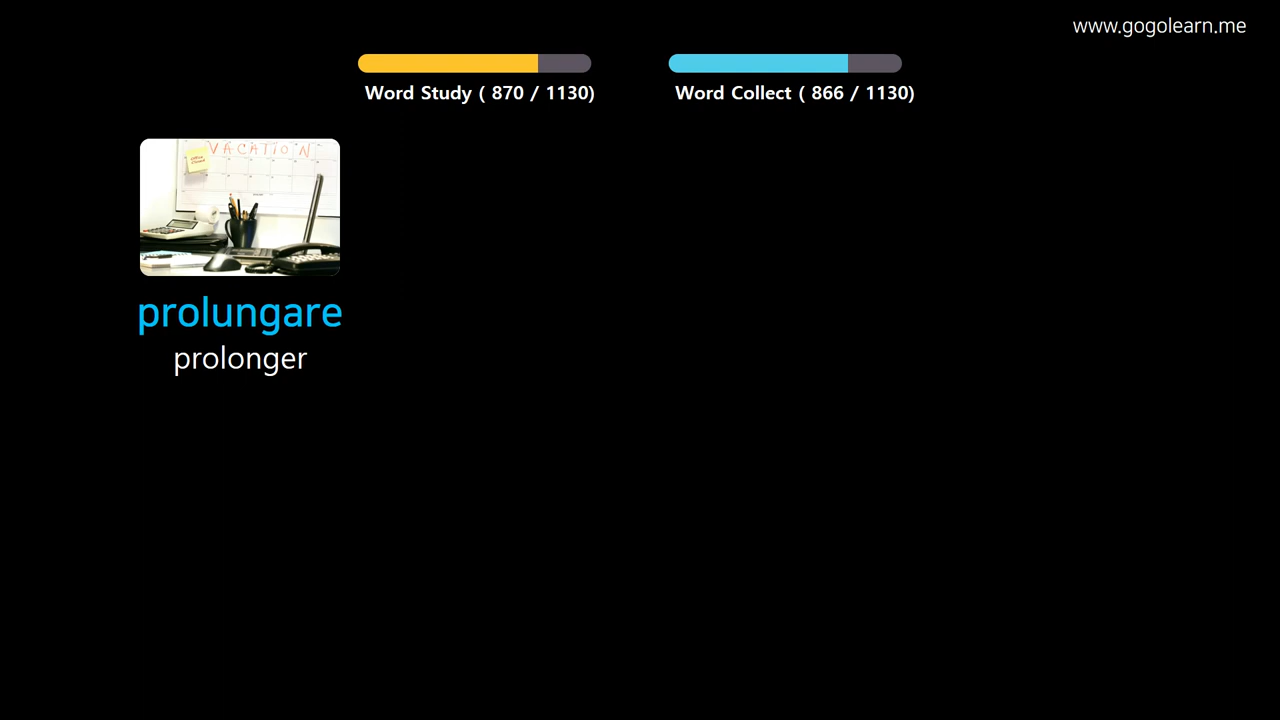 www.gogolearn.me
Word Study ( 870 / 1130)
Word Collect ( 866 / 1130)
VACATION
prolungare
prolonger